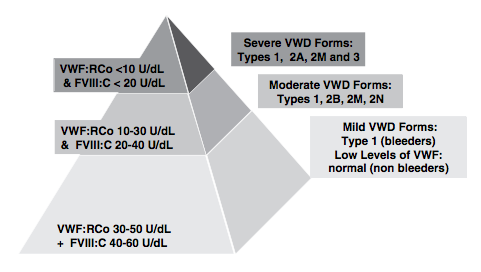 Severe VWD Forms:
Types 1, 2A, 2M and 3
VWF:RCo <10 U/dL
& FVIII:C < 20 U/dL
Moderate VWD Forms:
Types 1, 2B, 2M, 2N
VWF:RCo 10-30 U/dL
& FVIII:C 20-40 U/dL
Mild VWD Forms:
Type 1 (bleeders)
Low Levels of VWF:
normal (non bleeders)
VWF:RCo 30-50 U/dL
+ FVIII:C 40-60 U/dL